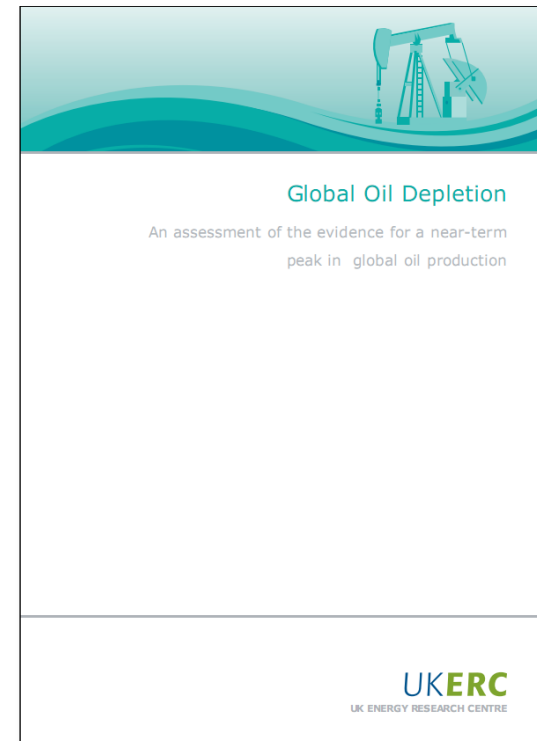 Global Oil Depletion
An assessment of the evidence for a near-term
peak in global oil production
UKERC
UK ENERGY RESEARCH CENTRE